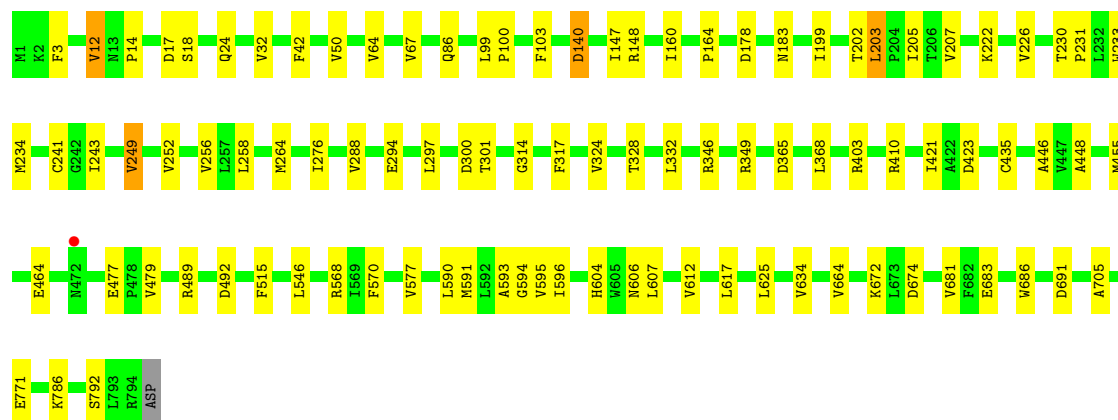 M1 K2 F3 V12 N13 P14 D17 S18 Q24 V32 F42 V50 V64 V67 Q86 L99 P100 F103 D140 I147 R148 I160 P164 D178 N183 I199 T202 L203 P204 I205 T206 V207 K222 V226 T230 P231 L232 W233
M234 C241 G242 I243 V249 V252 V256 L257 L258 M264 I276 V288 E294 L297 D300 T301 G314 F317 V324 T328 L332 R346 R349 D365 L368 R403 R410 I421 A422 D423 C435 A446 V447 A448 M455
E464 N472 E477 P478 V479 R489 D492 F515 L546 R568 I569 F570 V577 L590 M591 L592 A593 G594 V595 I596 H604 W605 N606 L607 V612 L617 L625 V634 V664 K672 L673 D674 V681 F682 E683 W686 D691 A705
E771 K786 S792 L793 R794 ASP